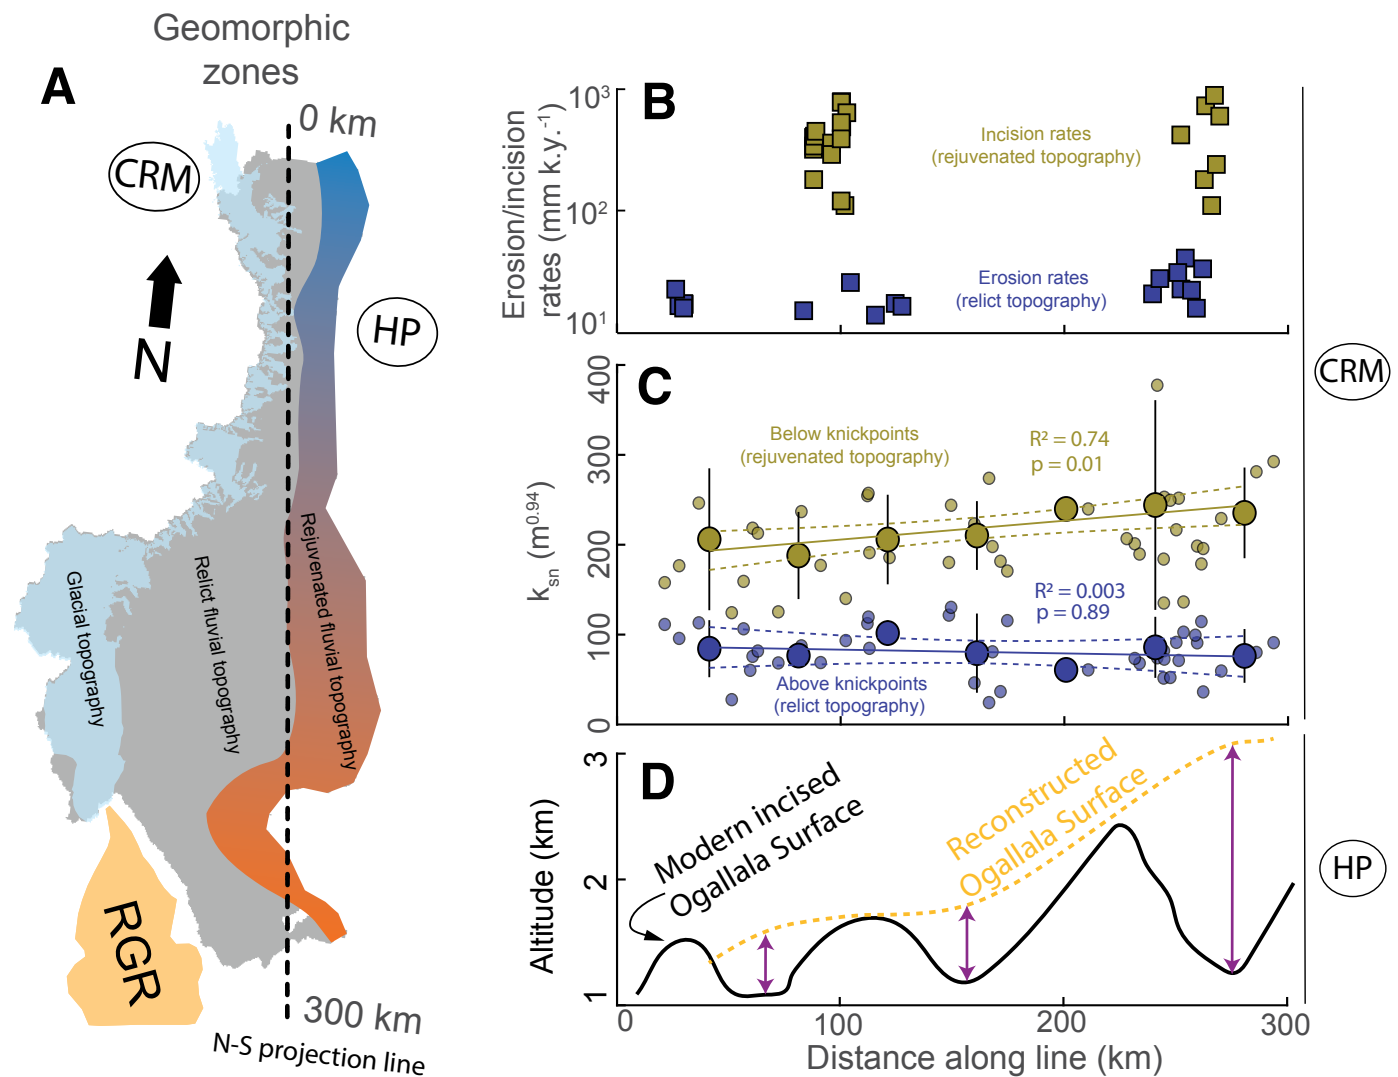 Geomorphic
zones
A
0 km
CRM
N
HP
Glacial topography
Relict fluvial topography
Rejuvenated fluvial topography
RGR
300 km
N-S projection line
B
Erosion/incision
rates (mm k.y.⁻¹)
10³
10²
10¹
Incision rates
(rejuvenated topography)
Erosion rates
(relict topography)
CRM
C
kₛₙ (m⁰·⁹⁴)
400
300
200
100
0
Below knickpoints
(rejuvenated topography)
R² = 0.74
p = 0.01
R² = 0.003
p = 0.89
Above knickpoints
(relict topography)
D
Altitude (km)
3
2
1
Modern incised
Ogallala Surface
Reconstructed
Ogallala Surface
HP
0 100 200 300
Distance along line (km)